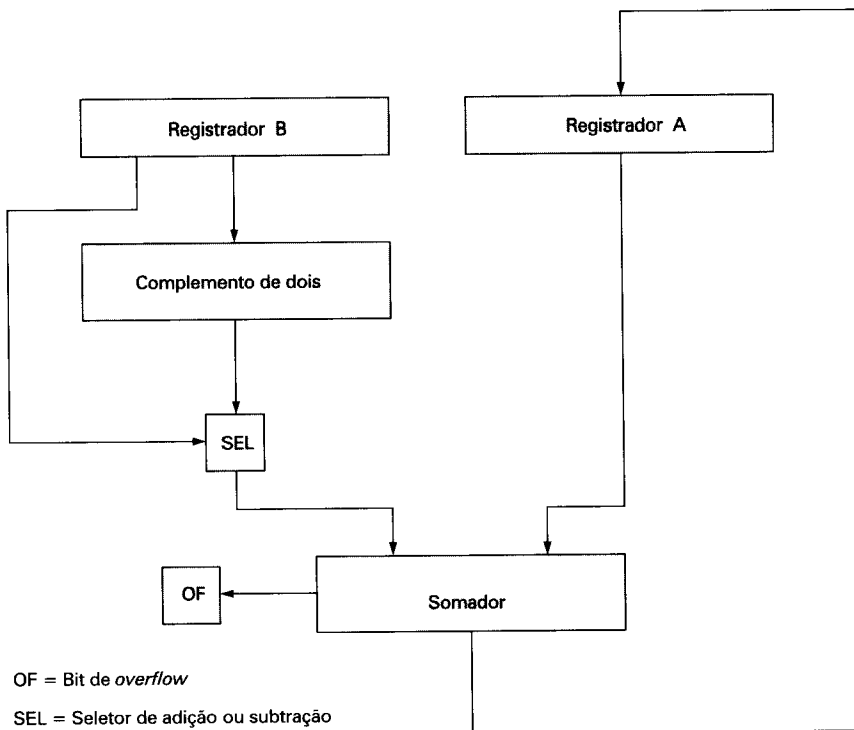 Registrador B
Registrador A
Complemento de dois
SEL
OF
Somador
OF = Bit de overflow
SEL = Seletor de adição ou subtração